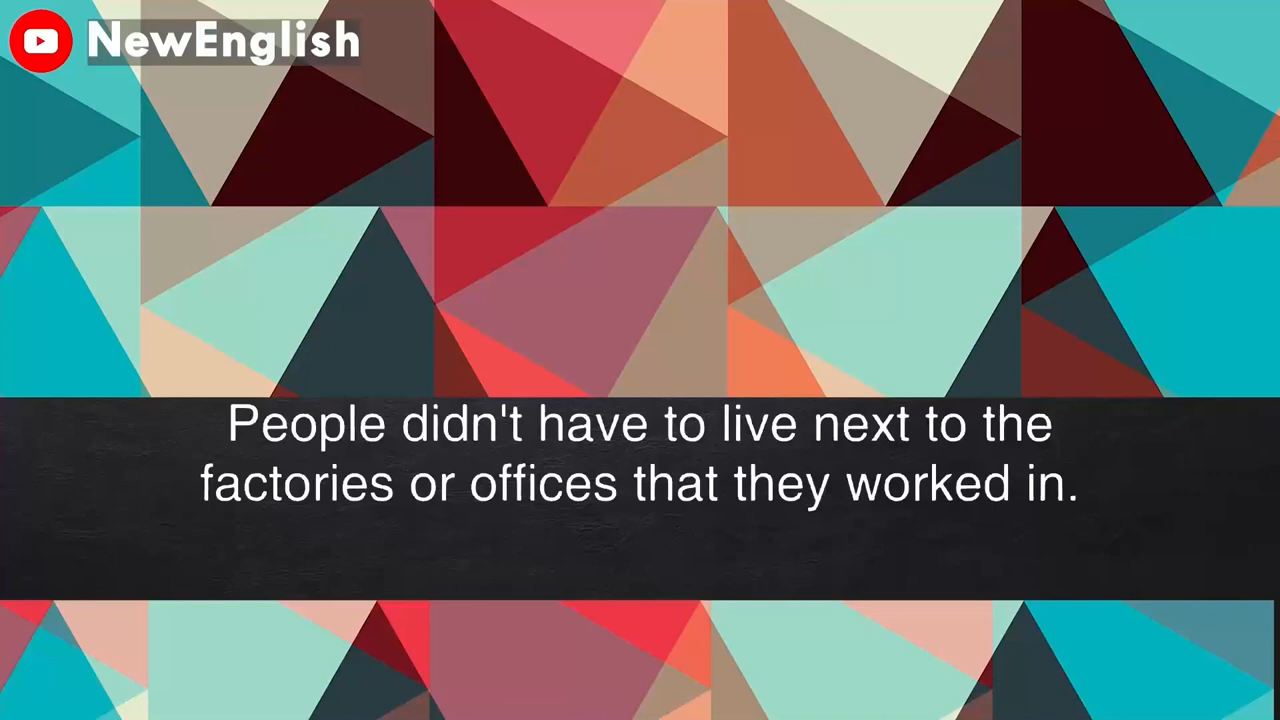 NewEnglish
People didn't have to live next to the
factories or offices that they worked in.